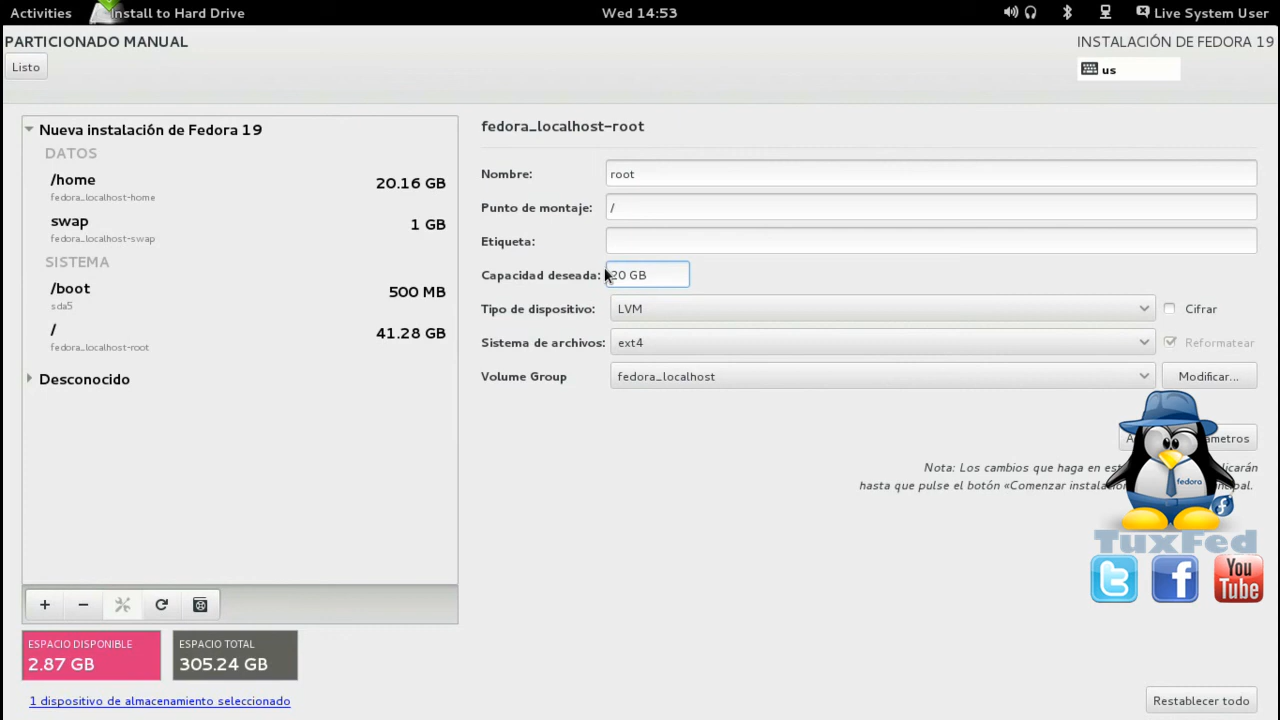 Activities
Install to Hard Drive
Wed 14:53
Live System User
PARTICIONADO MANUAL
INSTALACIÓN DE FEDORA 19
Listo
us
Nueva instalación de Fedora 19
DATOS
/home
20.16 GB
fedora_localhost-home
swap
1 GB
fedora_localhost-swap
SISTEMA
/boot
500 MB
sda5
/
41.28 GB
fedora_localhost-root
Desconocido
fedora_localhost-root
Nombre: root
Punto de montaje: /
Etiqueta:
Capacidad deseada: 20 GB
Tipo de dispositivo: LVM
Cifrar
Sistema de archivos: ext4
Reformatear
Volume Group fedora_localhost
Modificar...
Nota: Los cambios que haga en
hasta que pulse el botón «Comenzar
fedora
TuxFed
You
Tube
ESPACIO DISPONIBLE
2.87 GB
ESPACIO TOTAL
305.24 GB
1 dispositivo de almacenamiento seleccionado
Restablecer todo